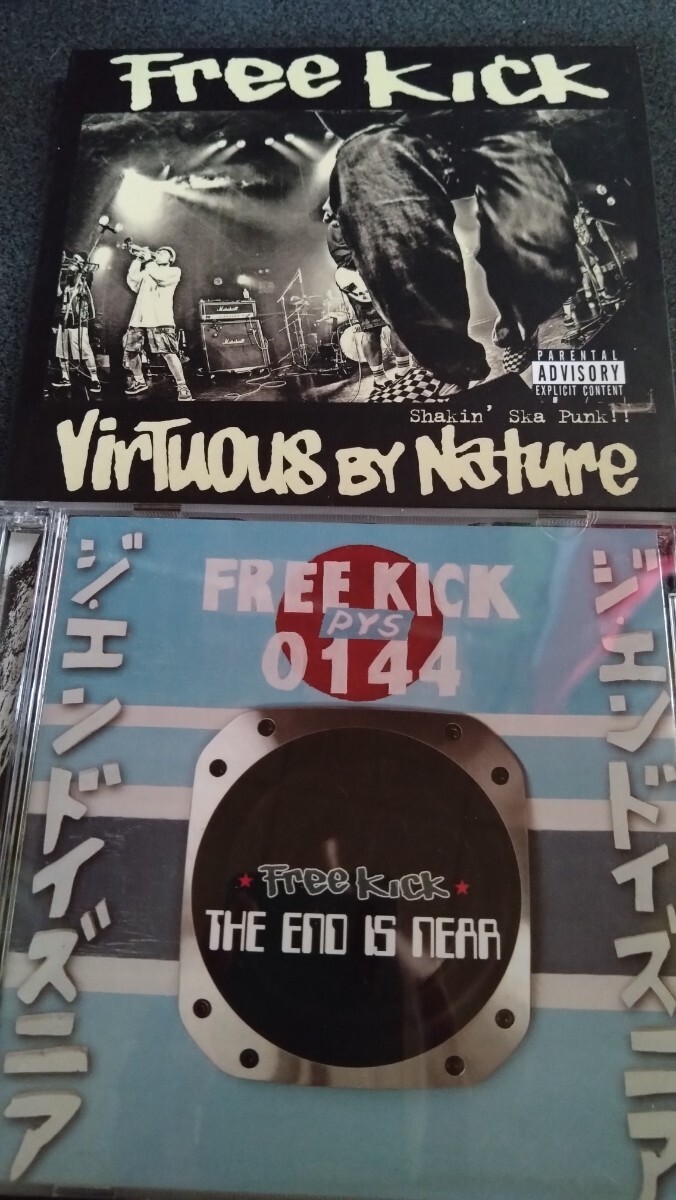 Free Kick
Marshall
Marshall
PARENTAL
ADVISORY
EXPLICIT CONTENT
Shakin' Ska Punk!!
Virtuous by Nature
ジ・エンドイズニア
FREE KICK
PYS
0144
ジ・エンドイズニア
Free Kick
THE END IS NEAR